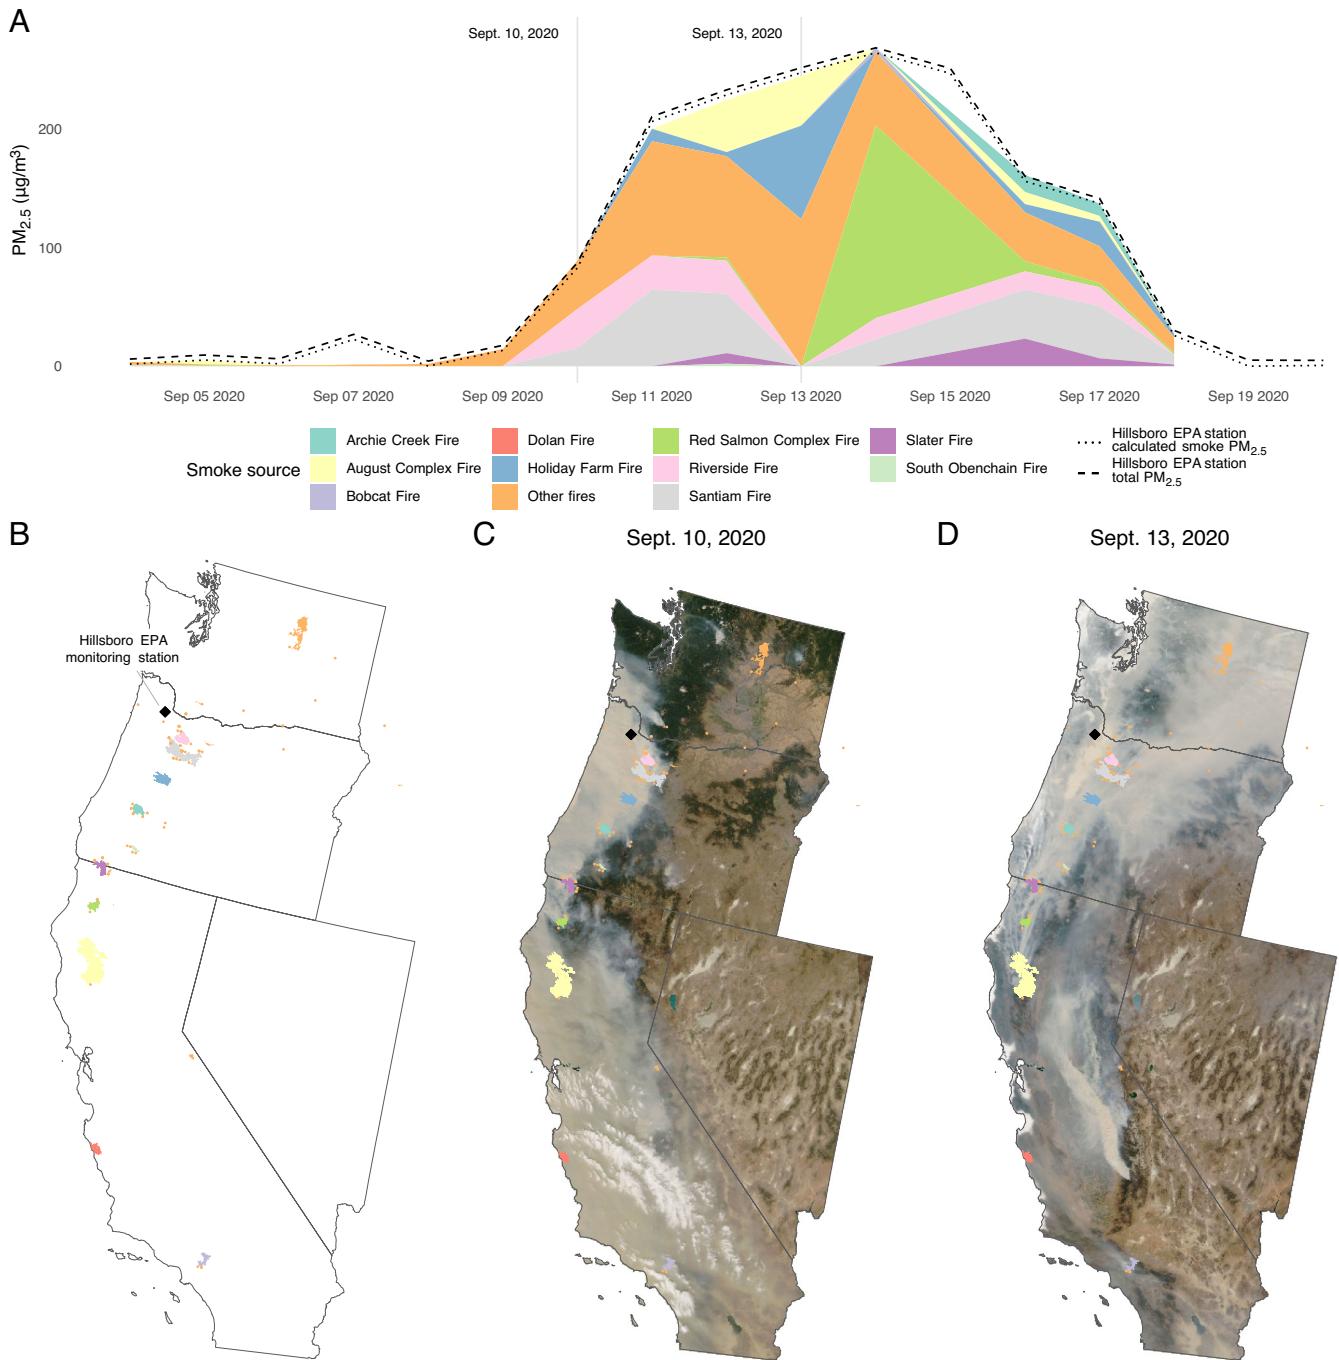 A
Sept. 10, 2020
Sept. 13, 2020
PM2.5 (µg/m³)
200
100
0
Sep 05 2020
Sep 07 2020
Sep 09 2020
Sep 11 2020
Sep 13 2020
Sep 15 2020
Sep 17 2020
Sep 19 2020
Smoke source
Archie Creek Fire
August Complex Fire
Bobcat Fire
Dolan Fire
Holiday Farm Fire
Other fires
Red Salmon Complex Fire
Riverside Fire
Santiam Fire
Slater Fire
South Obenchain Fire
Hillsboro EPA station
calculated smoke PM2.5
Hillsboro EPA station
total PM2.5
B
Hillsboro EPA
monitoring station
C
Sept. 10, 2020
D
Sept. 13, 2020